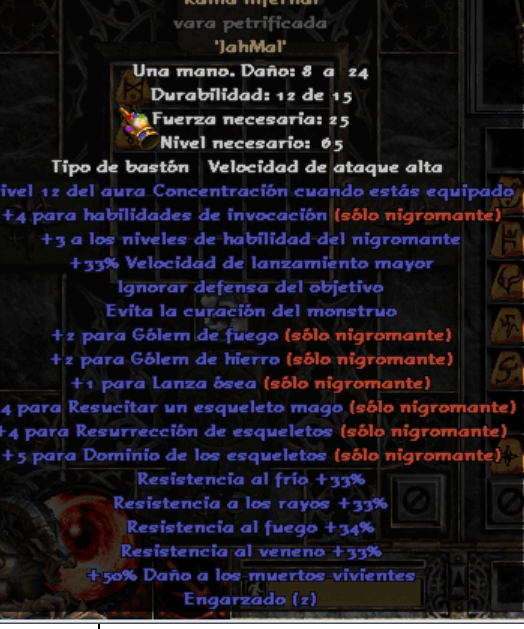 Rama infernal
vara petrificada
'JahMal'
Una mano. Daño: 8 a 24
Durabilidad: 12 de 15
Fuerza necesaria: 25
Nivel necesario: 65
Tipo de bastón Velocidad de ataque alta
ivel 12 del aura Concentración cuando estás equipado
+4 para habilidades de invocación (sólo nigromante)
+3 a los niveles de habilidad del nigromante
+33% Velocidad de lanzamiento mayor
Ignorar defensa del objetivo
Evita la curación del monstruo
+2 para Gólem de fuego (sólo nigromante)
+2 para Gólem de hierro (sólo nigromante)
+1 para Lanza ósea (sólo nigromante)
4 para Resucitar un esqueleto mago (sólo nigromante)
+4 para Resurrección de esqueletos (sólo nigromante)
+5 para Dominio de los esqueletos (sólo nigromante)
Resistencia al frío +33%
Resistencia a los rayos +33%
Resistencia al fuego +34%
Resistencia al veneno +33%
+50% Daño a los muertos vivientes
Engarzado (2)